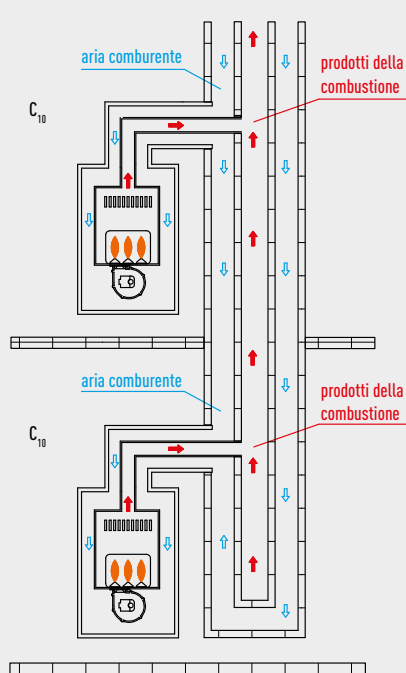 aria comburente
prodotti della
combustione
C₁₀
aria comburente
prodotti della
combustione
C₁₀